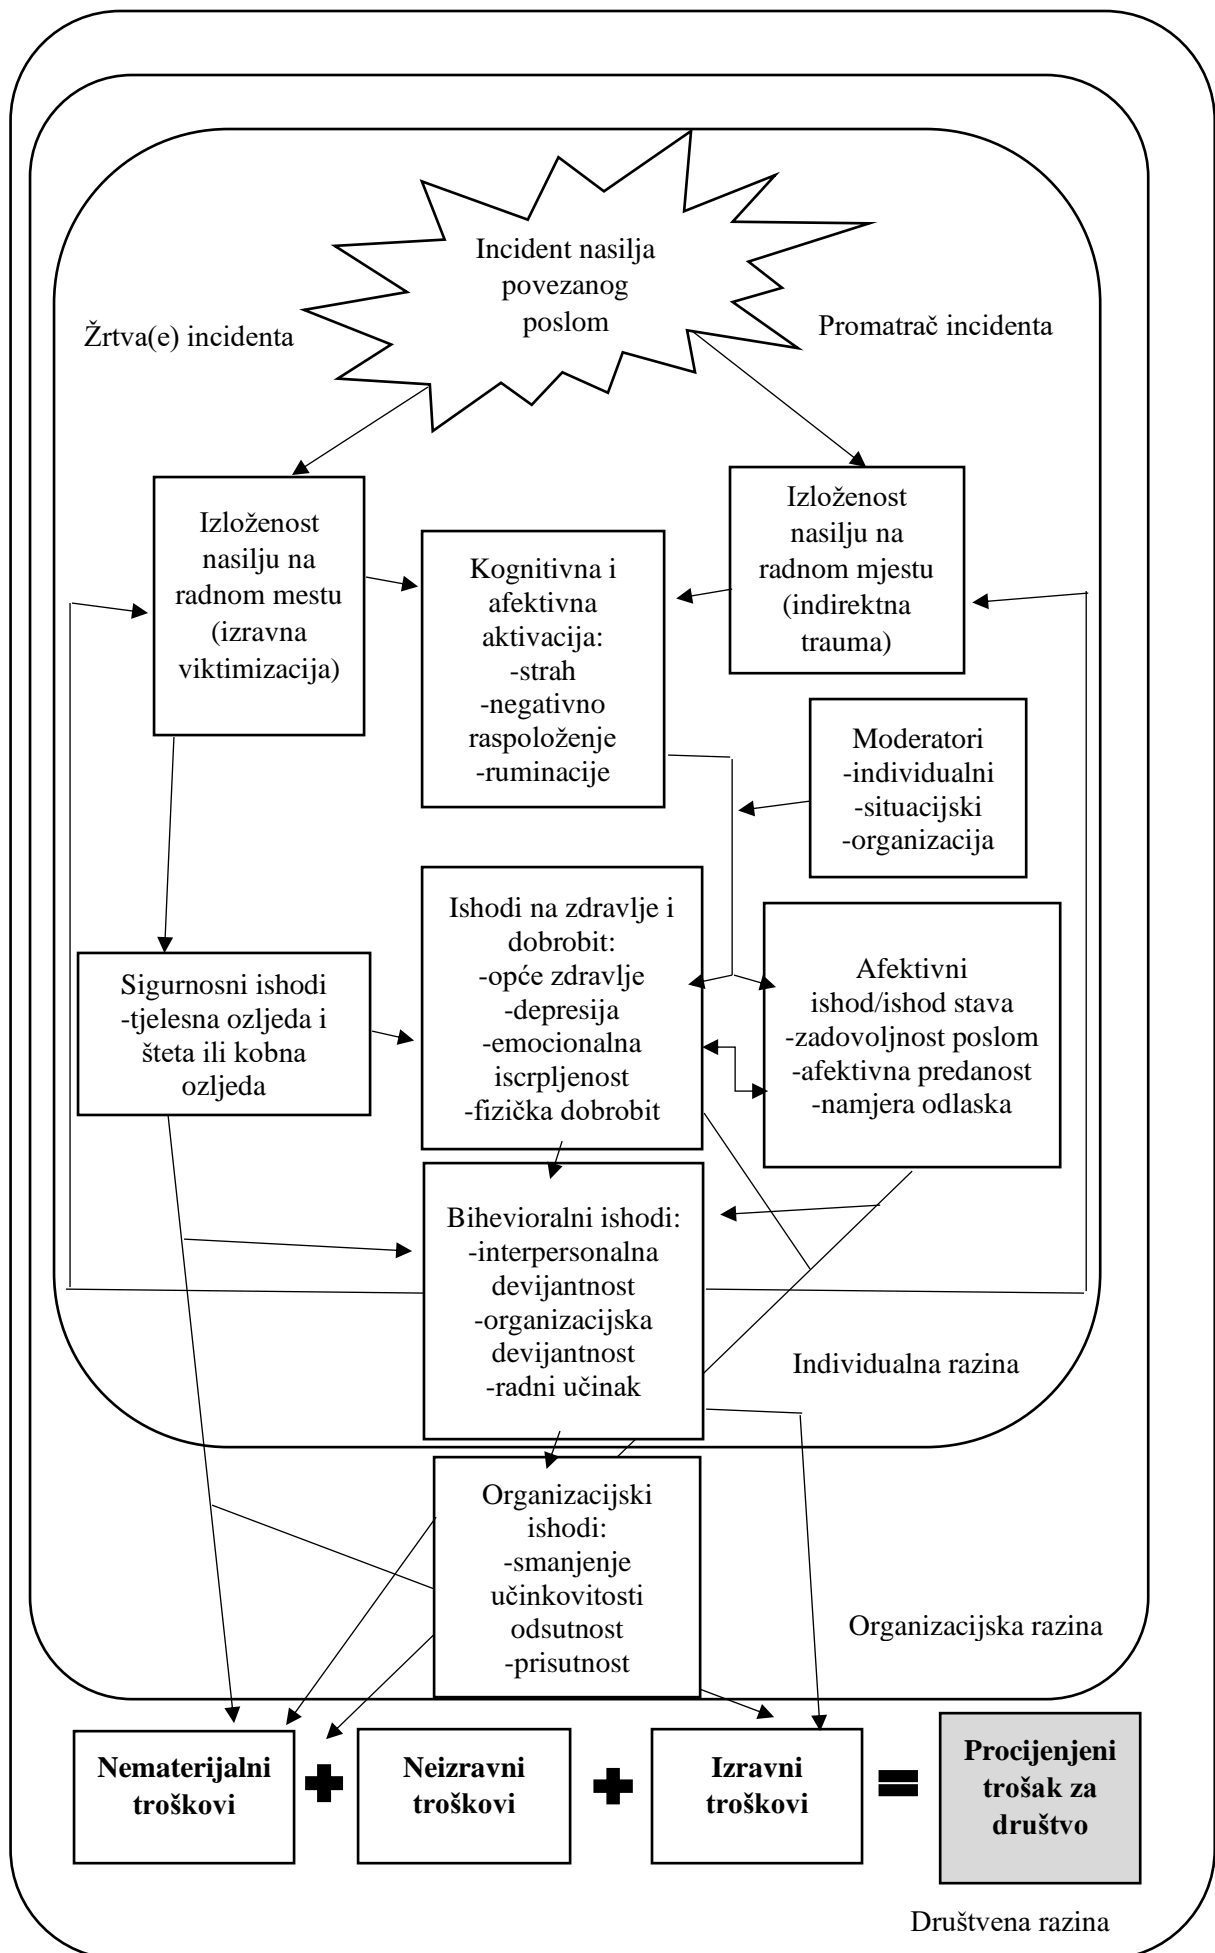 Incident nasilja
povezanog
poslom
Žrtva(e) incidenta
Promatrač incidenta
Izloženost
nasilju na
radnom mestu
(izravna
viktimizacija)
Kognitivna i
afektivna
aktivacija:
-strah
-negativno
raspoloženje
-ruminacije
Izloženost
nasilju na
radnom mjestu
(indirektna
trauma)
Moderatori
-individualni
-situacijski
-organizacija
Sigurnosni ishodi
-tjelesna ozljeda i
šteta ili kobna
ozljeda
Ishodi na zdravlje i
dobrobit:
-opće zdravlje
-depresija
-emocionalna
iscrpljenost
-fizička dobrobit
Afektivni
ishod/ishod stava
-zadovoljnost poslom
-afektivna predanost
-namjera odlaska
Bihevioralni ishodi:
-interpersonalna
devijantnost
-organizacijska
devijantnost
-radni učinak
Individualna razina
Organizacijski
ishodi:
-smanjenje
učinkovitosti
odsutnost
-prisutnost
Organizacijska razina
Nematerijalni
troškovi
+
Neizravni
troškovi
+
Izravni
troškovi
=
Procijenjeni
trošak za
društvo
Društvena razina